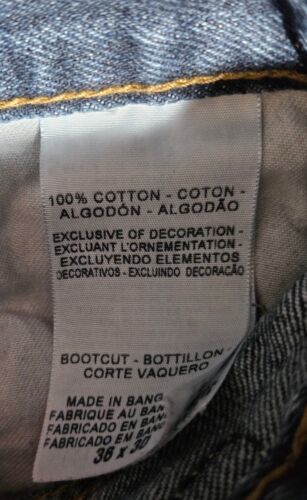 100% COTTON - COTON -
ALGODÓN - ALGODÃO
EXCLUSIVE OF DECORATION -
EXCLUANT L'ORNEMENTATION -
EXCLUYENDO ELEMENTOS
DECORATIVOS - EXCLUINDO DECORAÇÃO
BOOTCUT - BOTTILLON -
CORTE VAQUERO
MADE IN BANG
FABRIQUE AU BAN
FABRICADO EN BAN
FABRICADO EM BAN
36 x 30